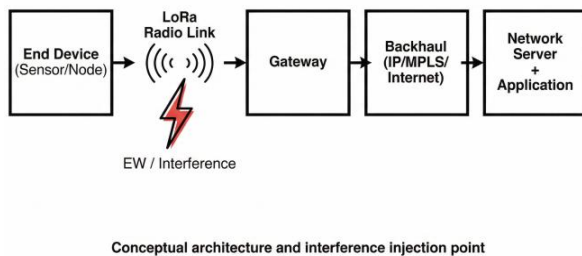 End Device
(Sensor/Node)
LoRa
Radio Link
EW / Interference
Gateway
Backhaul
(IP/MPLS/
Internet)
Network
Server
+
Application
Conceptual architecture and interference injection point